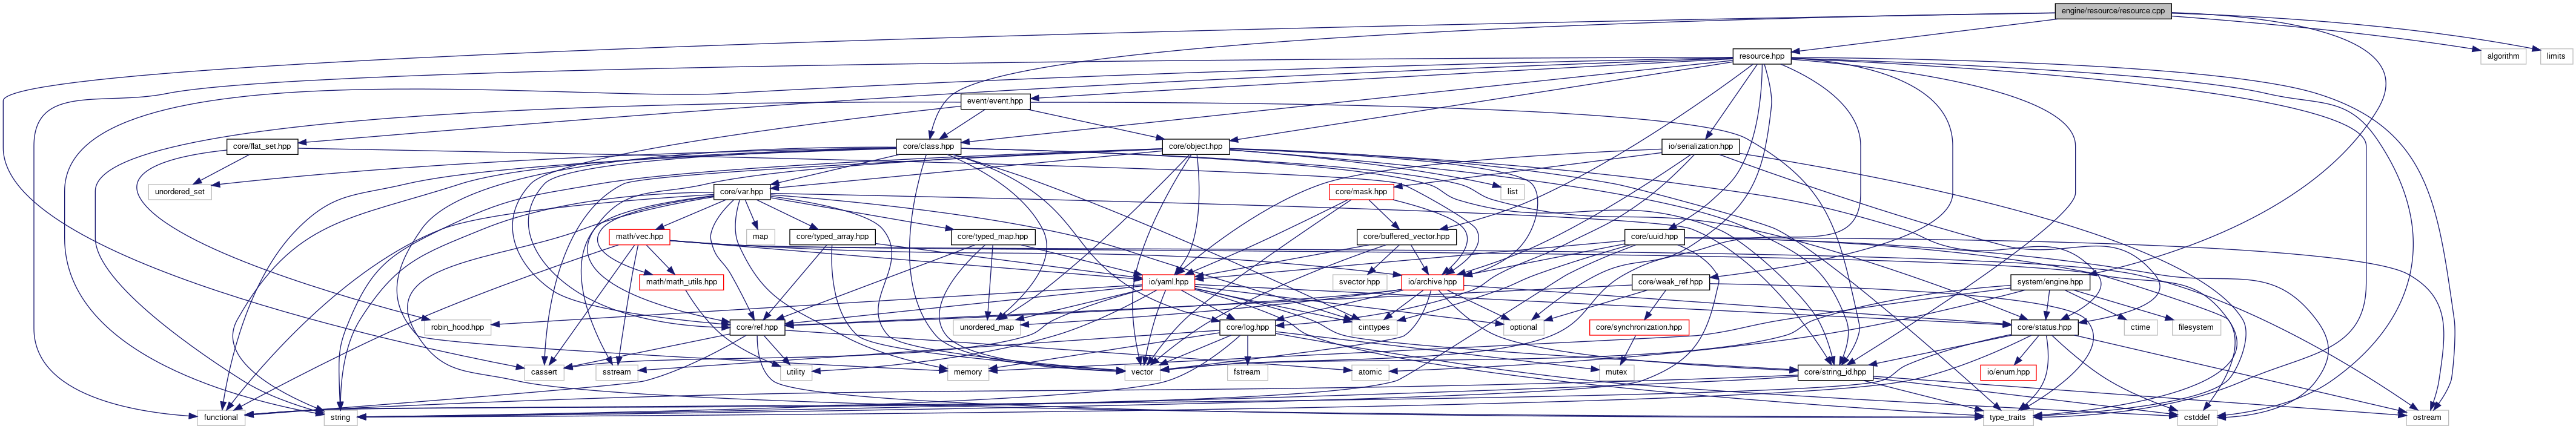 engine/resource/resource.cpp
resource.hpp
algorithm
limits
event/event.hpp
core/flat_set.hpp
core/class.hpp
core/object.hpp
io/serialization.hpp
unordered_set
core/var.hpp
core/mask.hpp
list
math/vec.hpp
map
core/typed_array.hpp
core/typed_map.hpp
core/buffered_vector.hpp
core/uuid.hpp
math/math_utils.hpp
io/yaml.hpp
svector.hpp
io/archive.hpp
core/weak_ref.hpp
system/engine.hpp
robin_hood.hpp
core/ref.hpp
unordered_map
core/log.hpp
cinttypes
optional
core/synchronization.hpp
core/status.hpp
ctime
filesystem
cassert
sstream
utility
memory
vector
fstream
atomic
mutex
core/string_id.hpp
io/enum.hpp
functional
string
type_traits
cstddef
ostream